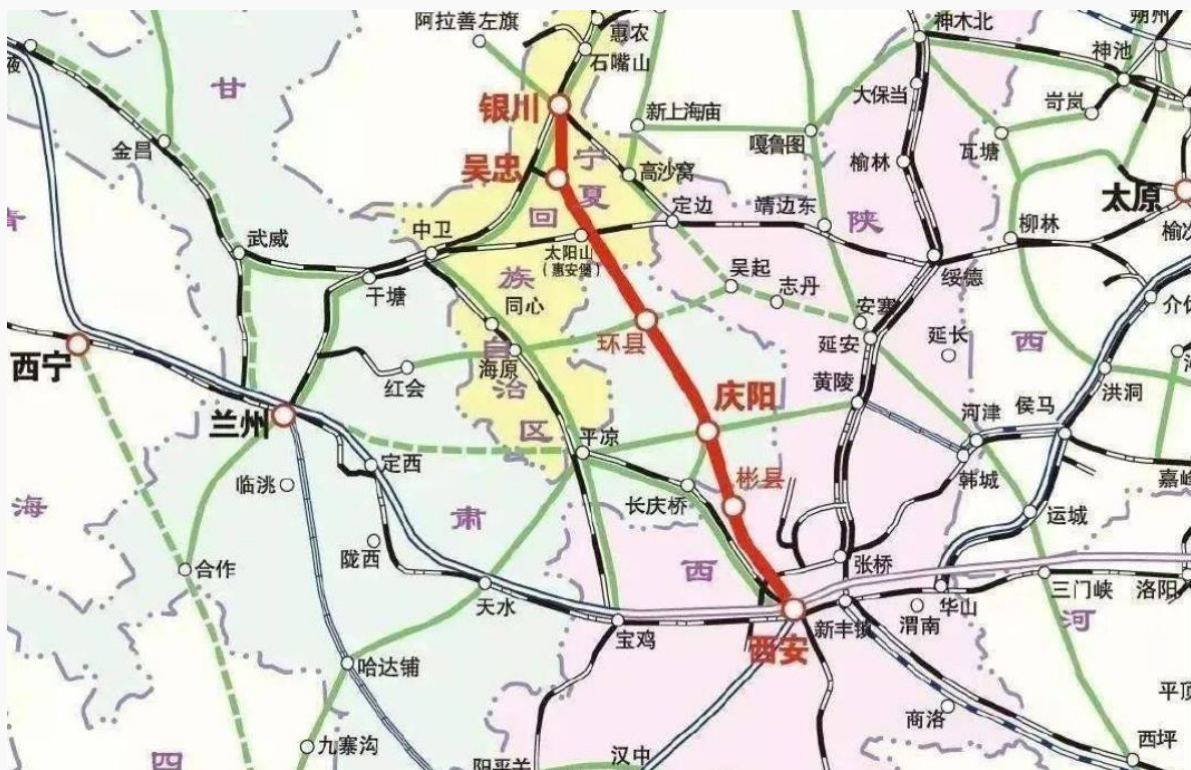 阿拉善左旗
惠农
石嘴山
神木北
朔州
神池
岢岚
大保当
甘
银川
新上海庙
嘎鲁图
瓦塘
金昌
宁
夏
吴忠
高沙窝
榆林
太原
回
定边
靖边东
陕
柳林
武威
中卫
太阳山
（惠安堡）
绥德
族
吴起
志丹
干塘
同心
安塞
延长
西
环县
延安
自
海原
西宁
红会
治
庆阳
黄陵
洪洞
兰州
区
河津
侯马
平凉
定西
韩城
临洮
彬县
长庆桥
海
肃
运城
陇西
西
张桥
合作
三门峡
洛阳
天水
华山
渭南
河
宝鸡
新丰镇
西安
哈达铺
商洛
九寨沟
汉中
西坪
阳平关